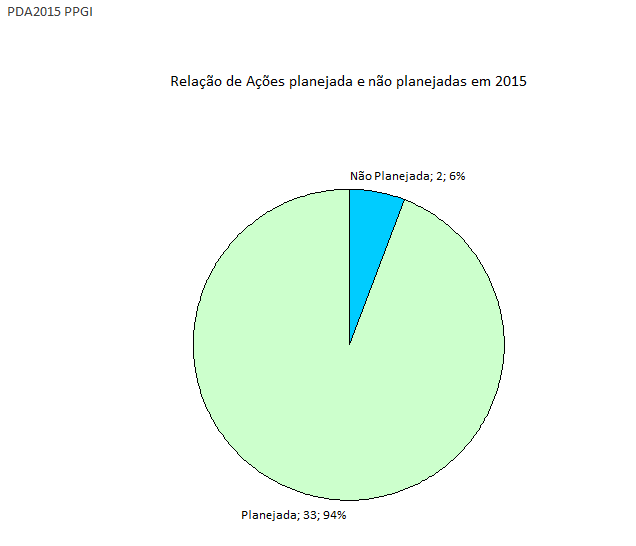 PDA2015 PPGI
Relação de Ações planejada e não planejadas em 2015
Não Planejada; 2; 6%
Planejada; 33; 94%